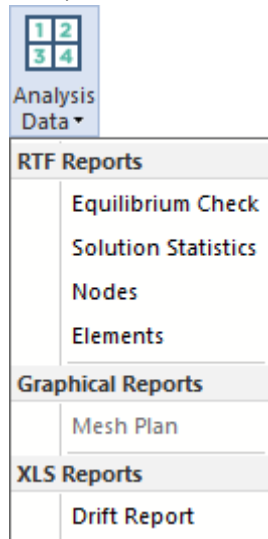 1 2
3 4
Analysis
Data
RTF Reports
Equilibrium Check
Solution Statistics
Nodes
Elements
Graphical Reports
Mesh Plan
XLS Reports
Drift Report